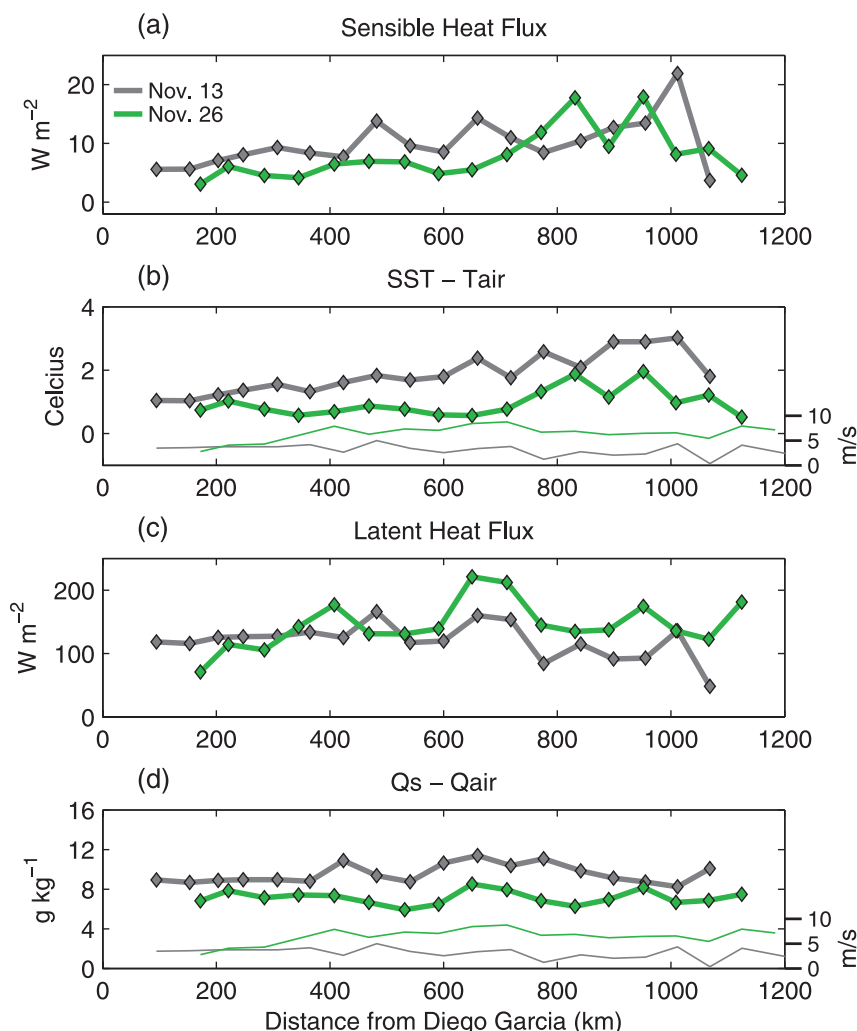 (a) Sensible Heat Flux
Nov. 13
Nov. 26
W m⁻²
20
10
0
0 200 400 600 800 1000 1200
(b) SST – Tair
Celcius
4
2
0
10
5
0
m/s
0 200 400 600 800 1000 1200
(c) Latent Heat Flux
W m⁻²
200
100
0
0 200 400 600 800 1000 1200
(d) Qs – Qair
g kg⁻¹
16
12
8
4
0
10
5
0
m/s
0 200 400 600 800 1000 1200
Distance from Diego Garcia (km)